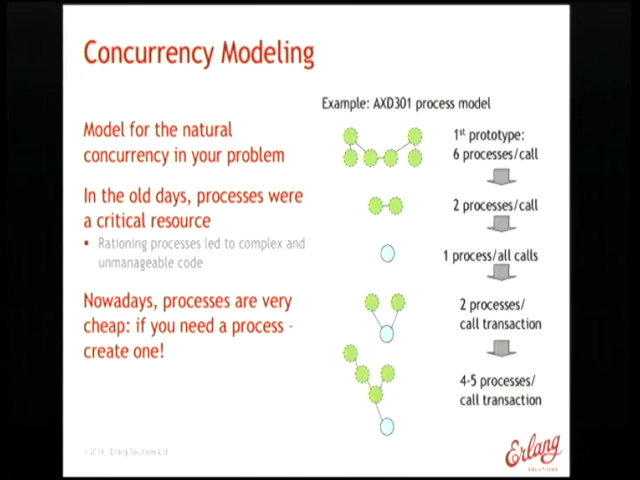 Concurrency Modeling
Example: AXD301 process model
Model for the natural
concurrency in your problem
In the old days, processes were
a critical resource
Rationing processes led to complex and
unmanageable code
Nowadays, processes are very
cheap: if you need a process -
create one!
1st prototype:
6 processes/call
2 processes/call
1 process/all calls
2 processes/
call transaction
4-5 processes/
call transaction
© 2014 - Erlang Solutions Ltd
Erlang
SOLUTIONS